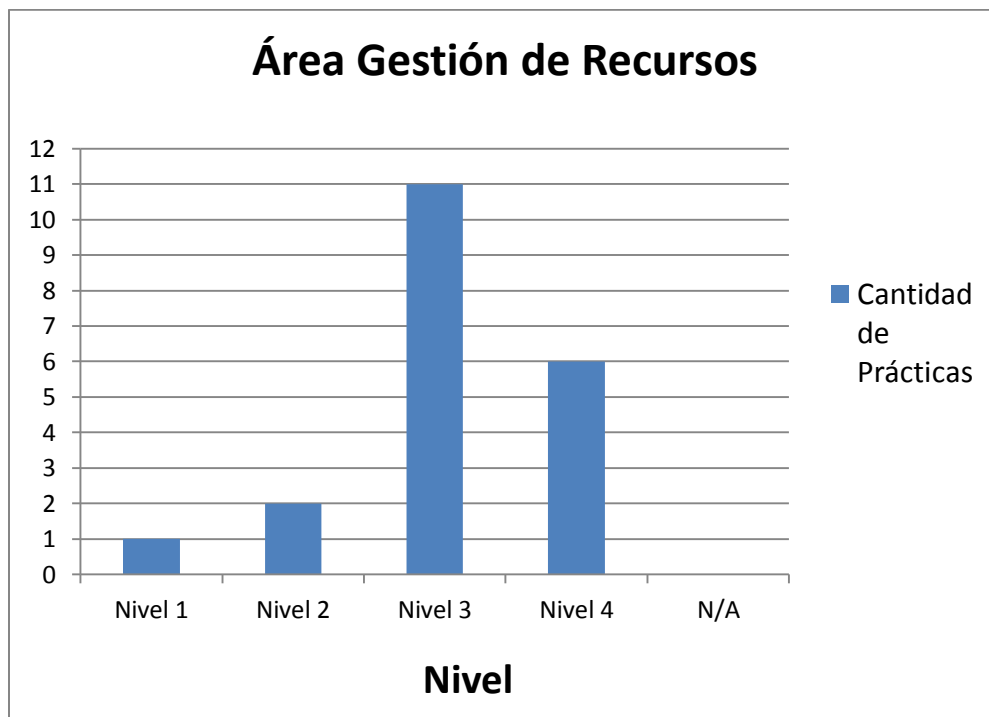 Área Gestión de Recursos
12
11
10
9
8
7
6
5
4
3
2
1
0
Nivel 1
Nivel 2
Nivel 3
Nivel 4
N/A
Nivel
Cantidad
de
Prácticas